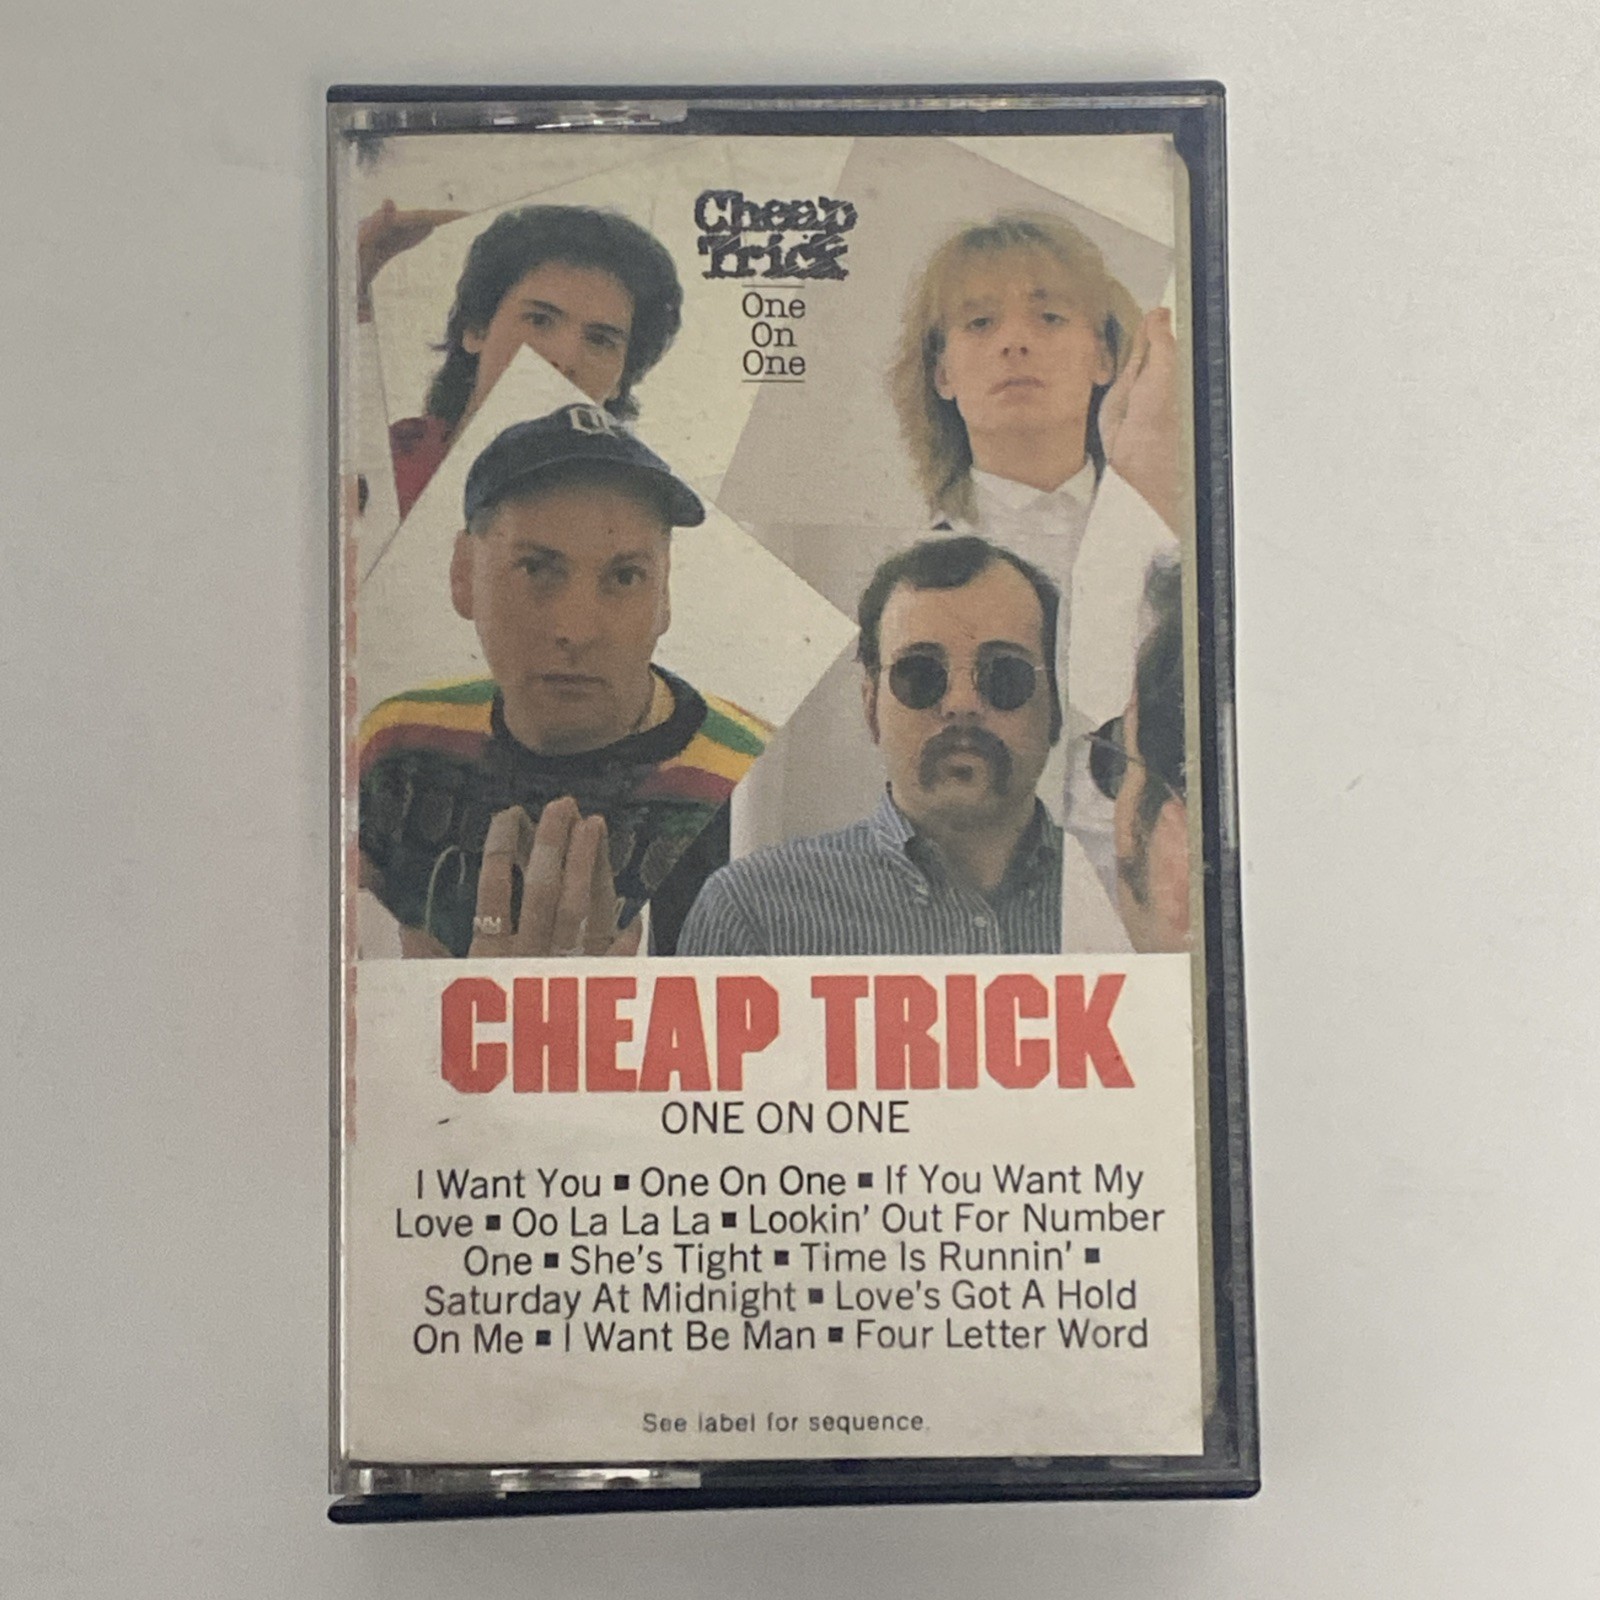 Cheap
Trick
One
On
One
CHEAP TRICK
ONE ON ONE
I Want You ▪ One On One ▪ If You Want My
Love ▪ Oo La La La ▪ Lookin' Out For Number
One ▪ She's Tight ▪ Time Is Runnin' ▪
Saturday At Midnight ▪ Love's Got A Hold
On Me ▪ I Want Be Man ▪ Four Letter Word
See label for sequence.